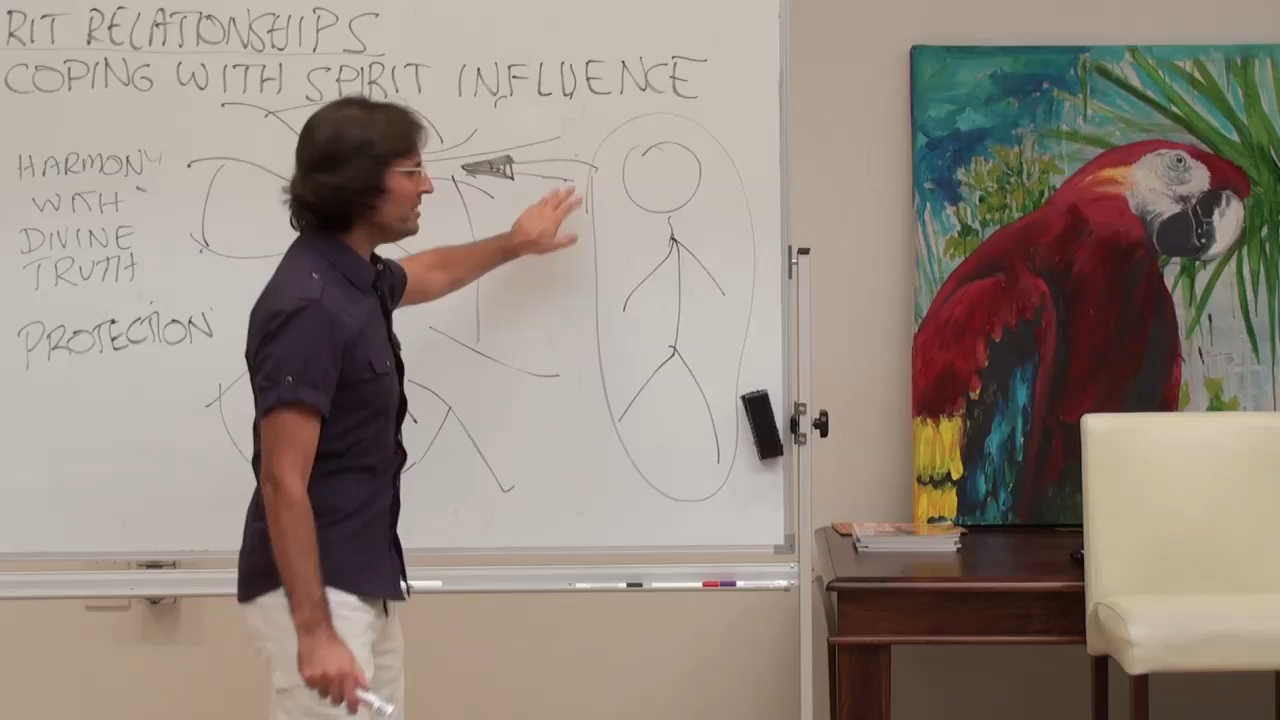 RIT RELATIONSHIPS
COPING WITH SPIRIT INFLUENCE
HARMONY
WITH
DIVINE
TRUTH
PROTECTION